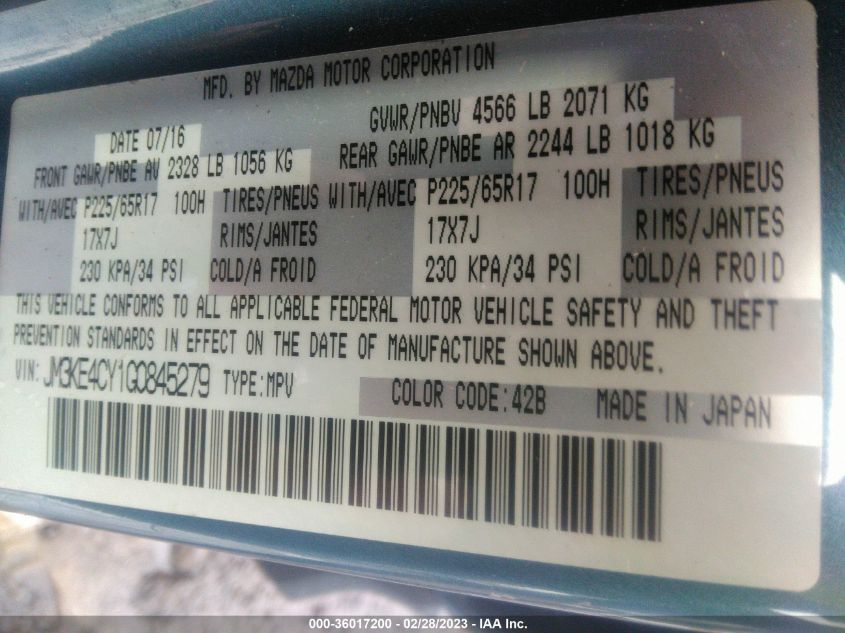 MFD. BY MAZDA MOTOR CORPORATION
DATE 07/16 GVWR/PNBV 4566 LB 2071 KG
FRONT GAWR/PNBE AV 2328 LB 1056 KG REAR GAWR/PNBE AR 2244 LB 1018 KG
WITH/AVEC P225/65R17 100H TIRES/PNEUS WITH/AVEC P225/65R17 100H TIRES/PNEUS
17X7J RIMS/JANTES 17X7J RIMS/JANTES
230 KPA/34 PSI COLD/A FROID 230 KPA/34 PSI COLD/A FROID
THIS VEHICLE CONFORMS TO ALL APPLICABLE FEDERAL MOTOR VEHICLE SAFETY AND THEFT
PREVENTION STANDARDS IN EFFECT ON THE DATE OF MANUFACTURE SHOWN ABOVE.
VIN: JM3KE4CY1G0845279 TYPE:MPV COLOR CODE:42B MADE IN JAPAN
000-36017200 - 02/28/2023 - IAA Inc.